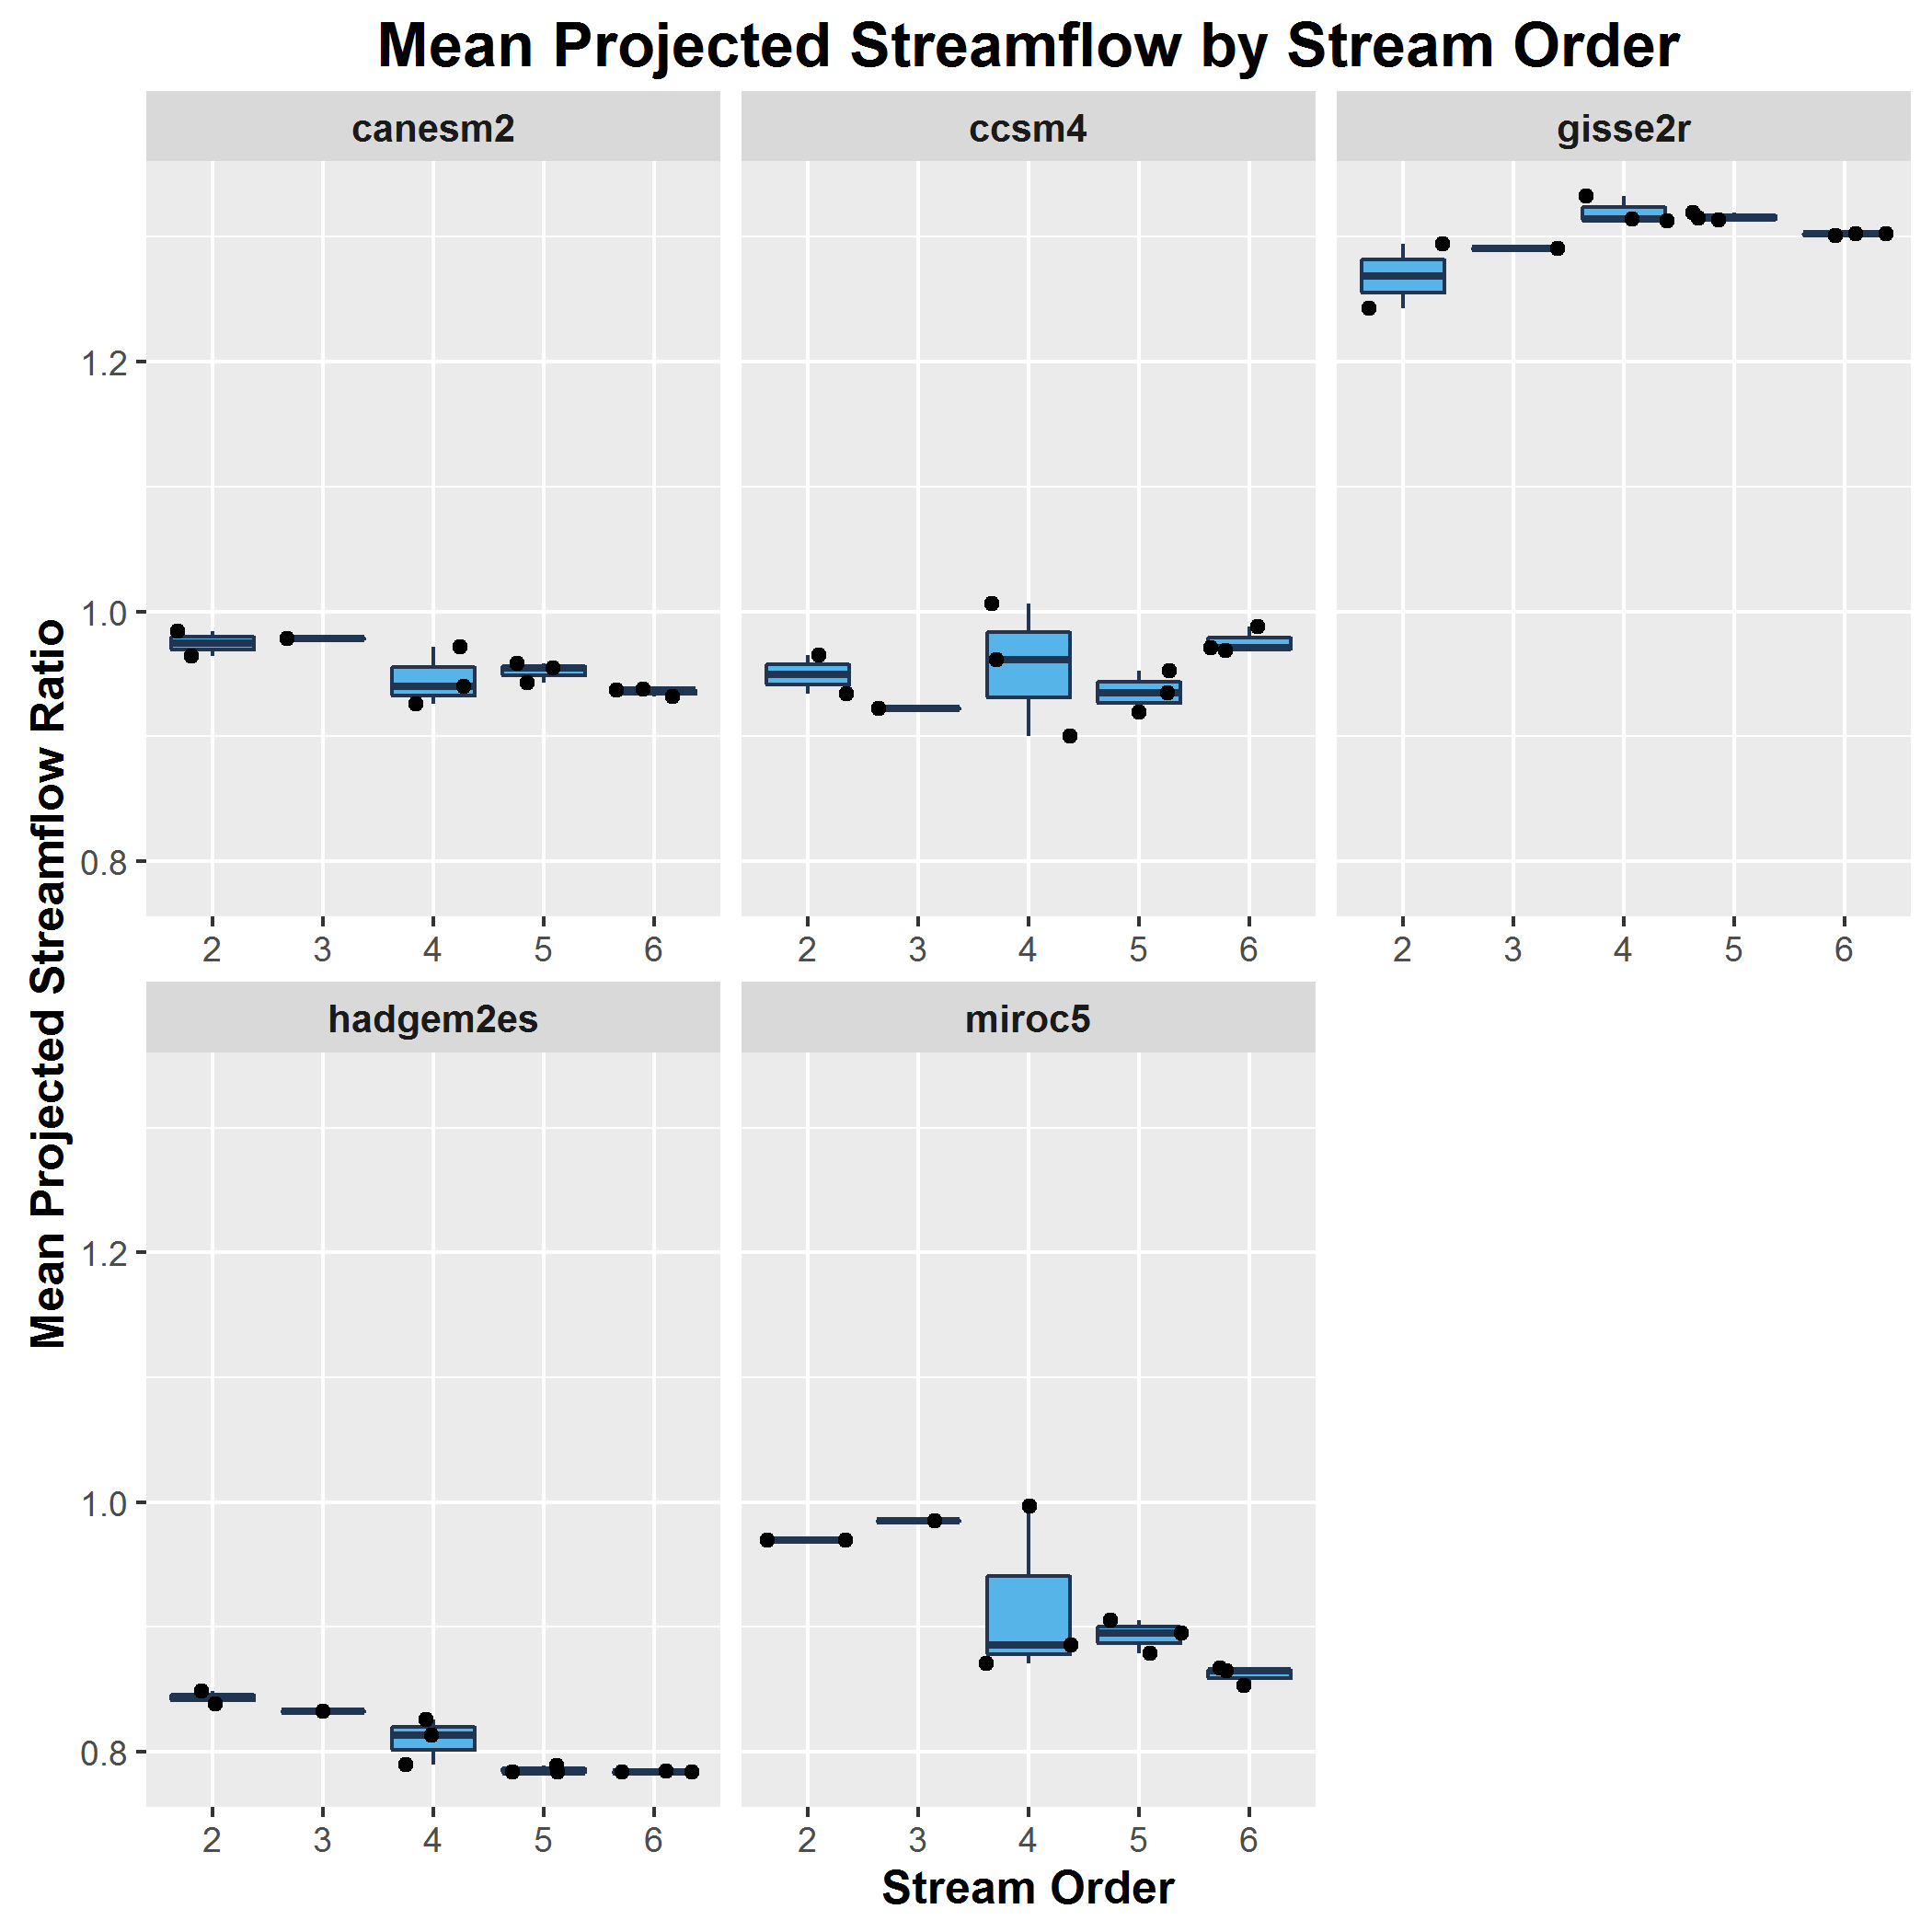 Mean Projected Streamflow by Stream Order
canesm2
ccsm4
gisse2r
Mean Projected Streamflow Ratio
1.2
1.0
0.8
2 3 4 5 6
2 3 4 5 6
2 3 4 5 6
hadgem2es
miroc5
1.2
1.0
0.8
2 3 4 5 6
2 3 4 5 6
Stream Order